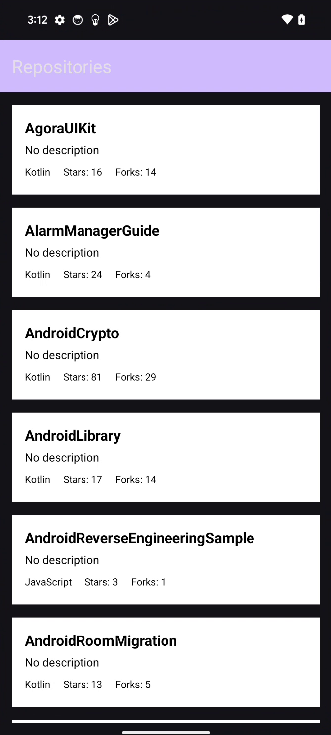 3:12
Repositories
AgoraUIKit
No description
Kotlin Stars: 16 Forks: 14
AlarmManagerGuide
No description
Kotlin Stars: 24 Forks: 4
AndroidCrypto
No description
Kotlin Stars: 81 Forks: 29
AndroidLibrary
No description
Kotlin Stars: 17 Forks: 14
AndroidReverseEngineeringSample
No description
JavaScript Stars: 3 Forks: 1
AndroidRoomMigration
No description
Kotlin Stars: 13 Forks: 5